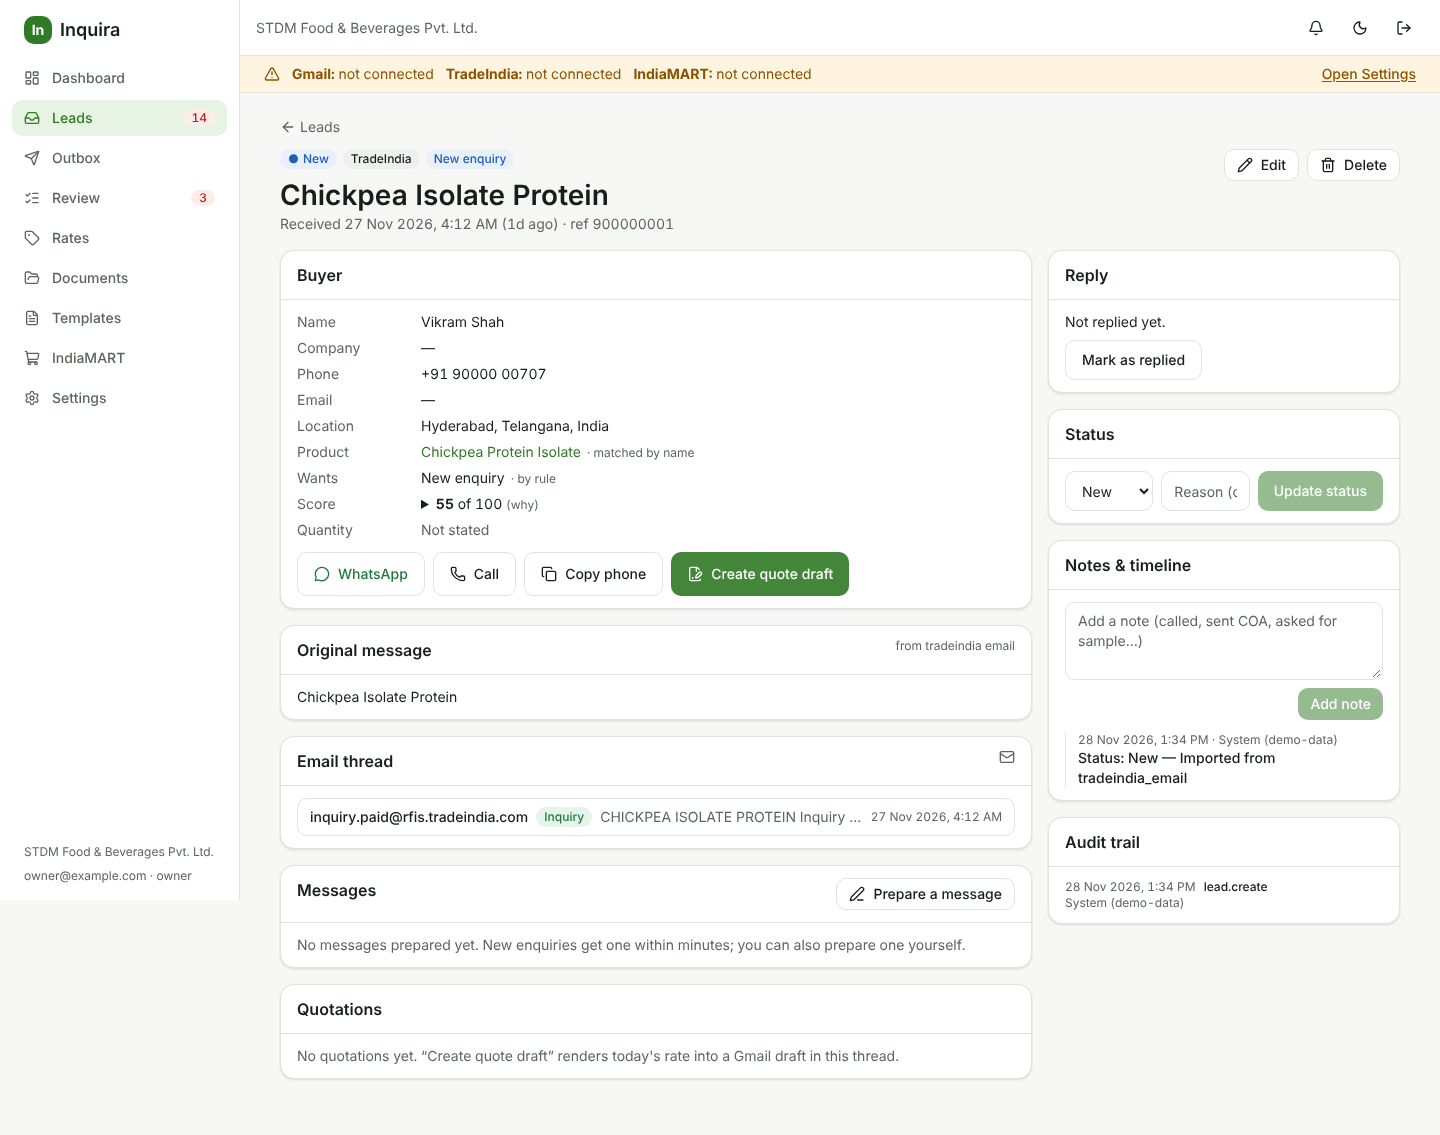 In Inquira
STDM Food & Beverages Pvt. Ltd.
Gmail: not connected TradeIndia: not connected IndiaMART: not connected Open Settings
Dashboard
Leads 14
Outbox
Review 3
Rates
Documents
Templates
IndiaMART
Settings
STDM Food & Beverages Pvt. Ltd.
owner@example.com · owner
Leads
New TradeIndia New enquiry
Edit Delete
Chickpea Isolate Protein
Received 27 Nov 2026, 4:12 AM (1d ago) · ref 900000001
Buyer
Name Vikram Shah
Company —
Phone +91 90000 00707
Email —
Location Hyderabad, Telangana, India
Product Chickpea Protein Isolate · matched by name
Wants New enquiry · by rule
Score 55 of 100 (why)
Quantity Not stated
WhatsApp Call Copy phone Create quote draft
Original message from tradeindia email
Chickpea Isolate Protein
Email thread
inquiry.paid@rfis.tradeindia.com Inquiry CHICKPEA ISOLATE PROTEIN Inquiry ... 27 Nov 2026, 4:12 AM
Messages Prepare a message
No messages prepared yet. New enquiries get one within minutes; you can also prepare one yourself.
Quotations
No quotations yet. “Create quote draft” renders today's rate into a Gmail draft in this thread.
Reply
Not replied yet.
Mark as replied
Status
New Reason (c Update status
Notes & timeline
Add a note (called, sent COA, asked for
sample...)
Add note
28 Nov 2026, 1:34 PM · System (demo-data)
Status: New — Imported from
tradeindia_email
Audit trail
28 Nov 2026, 1:34 PM lead.create
System (demo-data)